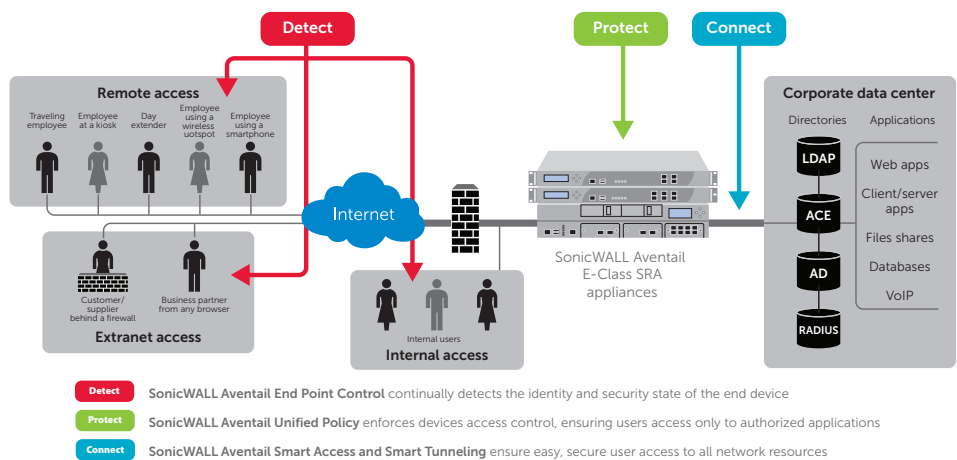 Detect
Protect
Connect
Remote access
Traveling
employee
Employee
at a kiosk
Day
extender
Employee
using a
wireless
uotspot
Employee
using a
smartphone
Internet
Customer/
supplier
behind a firewall
Business partner
from any browser
Extranet access
Internal users
Internal access
SonicWALL Aventail
E-Class SRA
appliances
Corporate data center
Directories
Applications
LDAP
ACE
AD
RADIUS
Web apps
Client/server
apps
Files shares
Databases
VoIP
Detect SonicWALL Aventail End Point Control continually detects the identity and security state of the end device
Protect SonicWALL Aventail Unified Policy enforces devices access control, ensuring users access only to authorized applications
Connect SonicWALL Aventail Smart Access and Smart Tunneling ensure easy, secure user access to all network resources